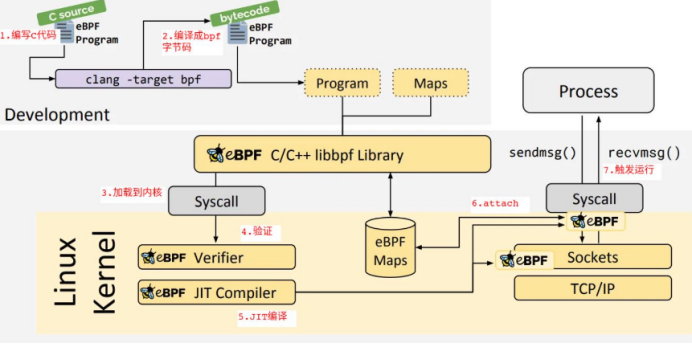 C source
1.编写c代码
eBPF
Program
bytecode
2.编译成bpf
字节码
eBPF
Program
clang -target bpf
Program
Maps
Development
Process
eBPF C/C++ libbpf Library
sendmsg()
recvmsg()
7.触发运行
3.加载到内核
Syscall
Syscall
6.attach
eBPF
4.验证
Linux
Kernel
eBPF Verifier
eBPF
Maps
eBPF
Sockets
eBPF JIT Compiler
TCP/IP
5.JIT编译